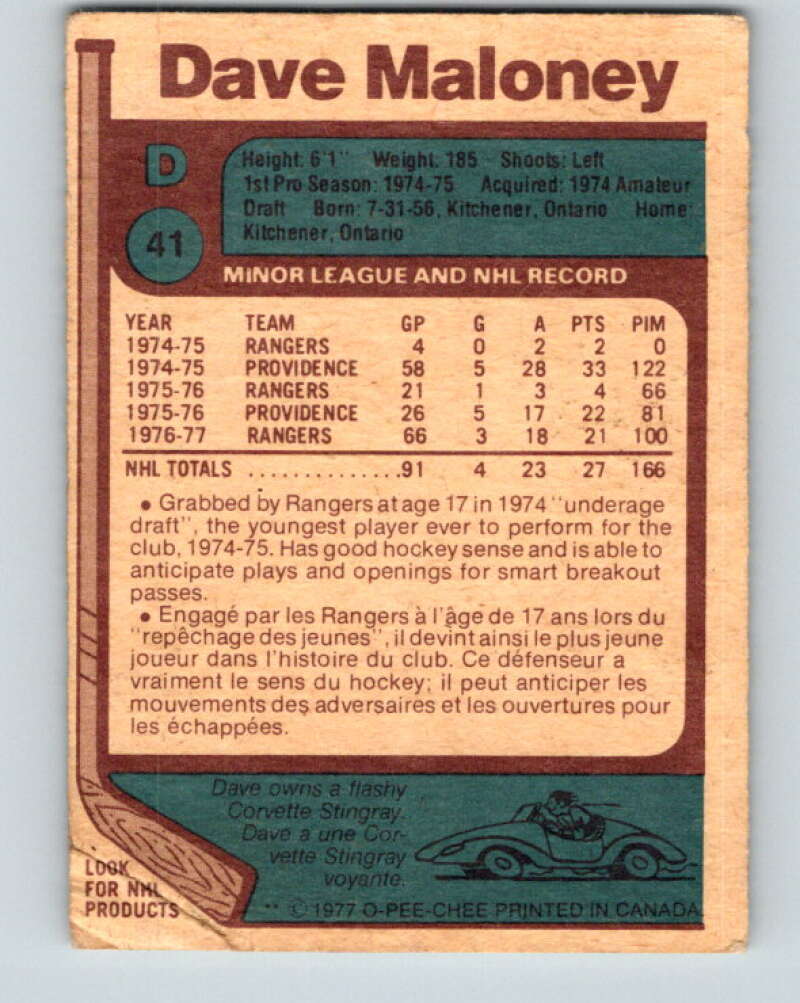 Dave Maloney
D
41
Height: 6'1" Weight: 185 Shoots: Left
1st Pro Season: 1974-75 Acquired: 1974 Amateur
Draft Born: 7-31-56, Kitchener, Ontario Home:
Kitchener, Ontario
MINOR LEAGUE AND NHL RECORD
YEAR TEAM GP G A PTS PIM
1974-75 RANGERS 4 0 2 2 0
1974-75 PROVIDENCE 58 5 28 33 122
1975-76 RANGERS 21 1 3 4 66
1975-76 PROVIDENCE 26 5 17 22 81
1976-77 RANGERS 66 3 18 21 100
NHL TOTALS ..............91 4 23 27 166
• Grabbed by Rangers at age 17 in 1974 "underage
draft", the youngest player ever to perform for the
club, 1974-75. Has good hockey sense and is able to
anticipate plays and openings for smart breakout
passes.
• Engagé par les Rangers à l'âge de 17 ans lors du
"repêchage des jeunes", il devint ainsi le plus jeune
joueur dans l'histoire du club. Ce défenseur a
vraiment le sens du hockey; il peut anticiper les
mouvements des adversaires et les ouvertures pour
les échappées.
Dave owns a flashy
Corvette Stingray.
Dave a une Cor-
vette Stingray
voyante.
LOOK
FOR NHL
PRODUCTS
** © 1977 O-PEE-CHEE PRINTED IN CANADA